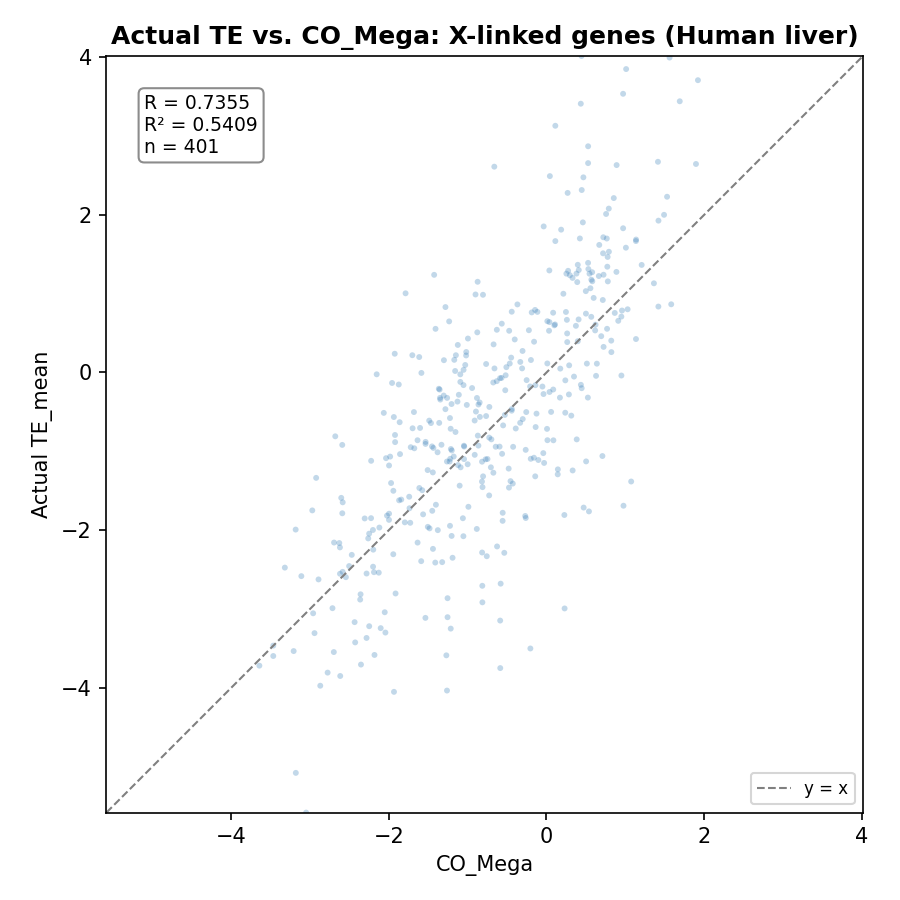 Actual TE vs. CO_Mega: X-linked genes (Human liver)
R = 0.7355
R² = 0.5409
n = 401
4
2
0
−2
−4
Actual TE_mean
y = x
−4
−2
0
2
4
CO_Mega